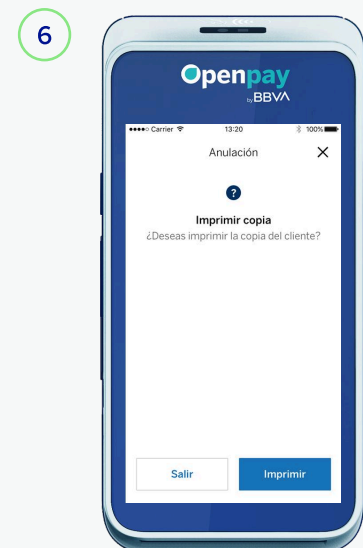 6
Openpay
by BBVA
Carrier 13:20 100%
Anulación
?
Imprimir copia
¿Deseas imprimir la copia del cliente?
Salir Imprimir